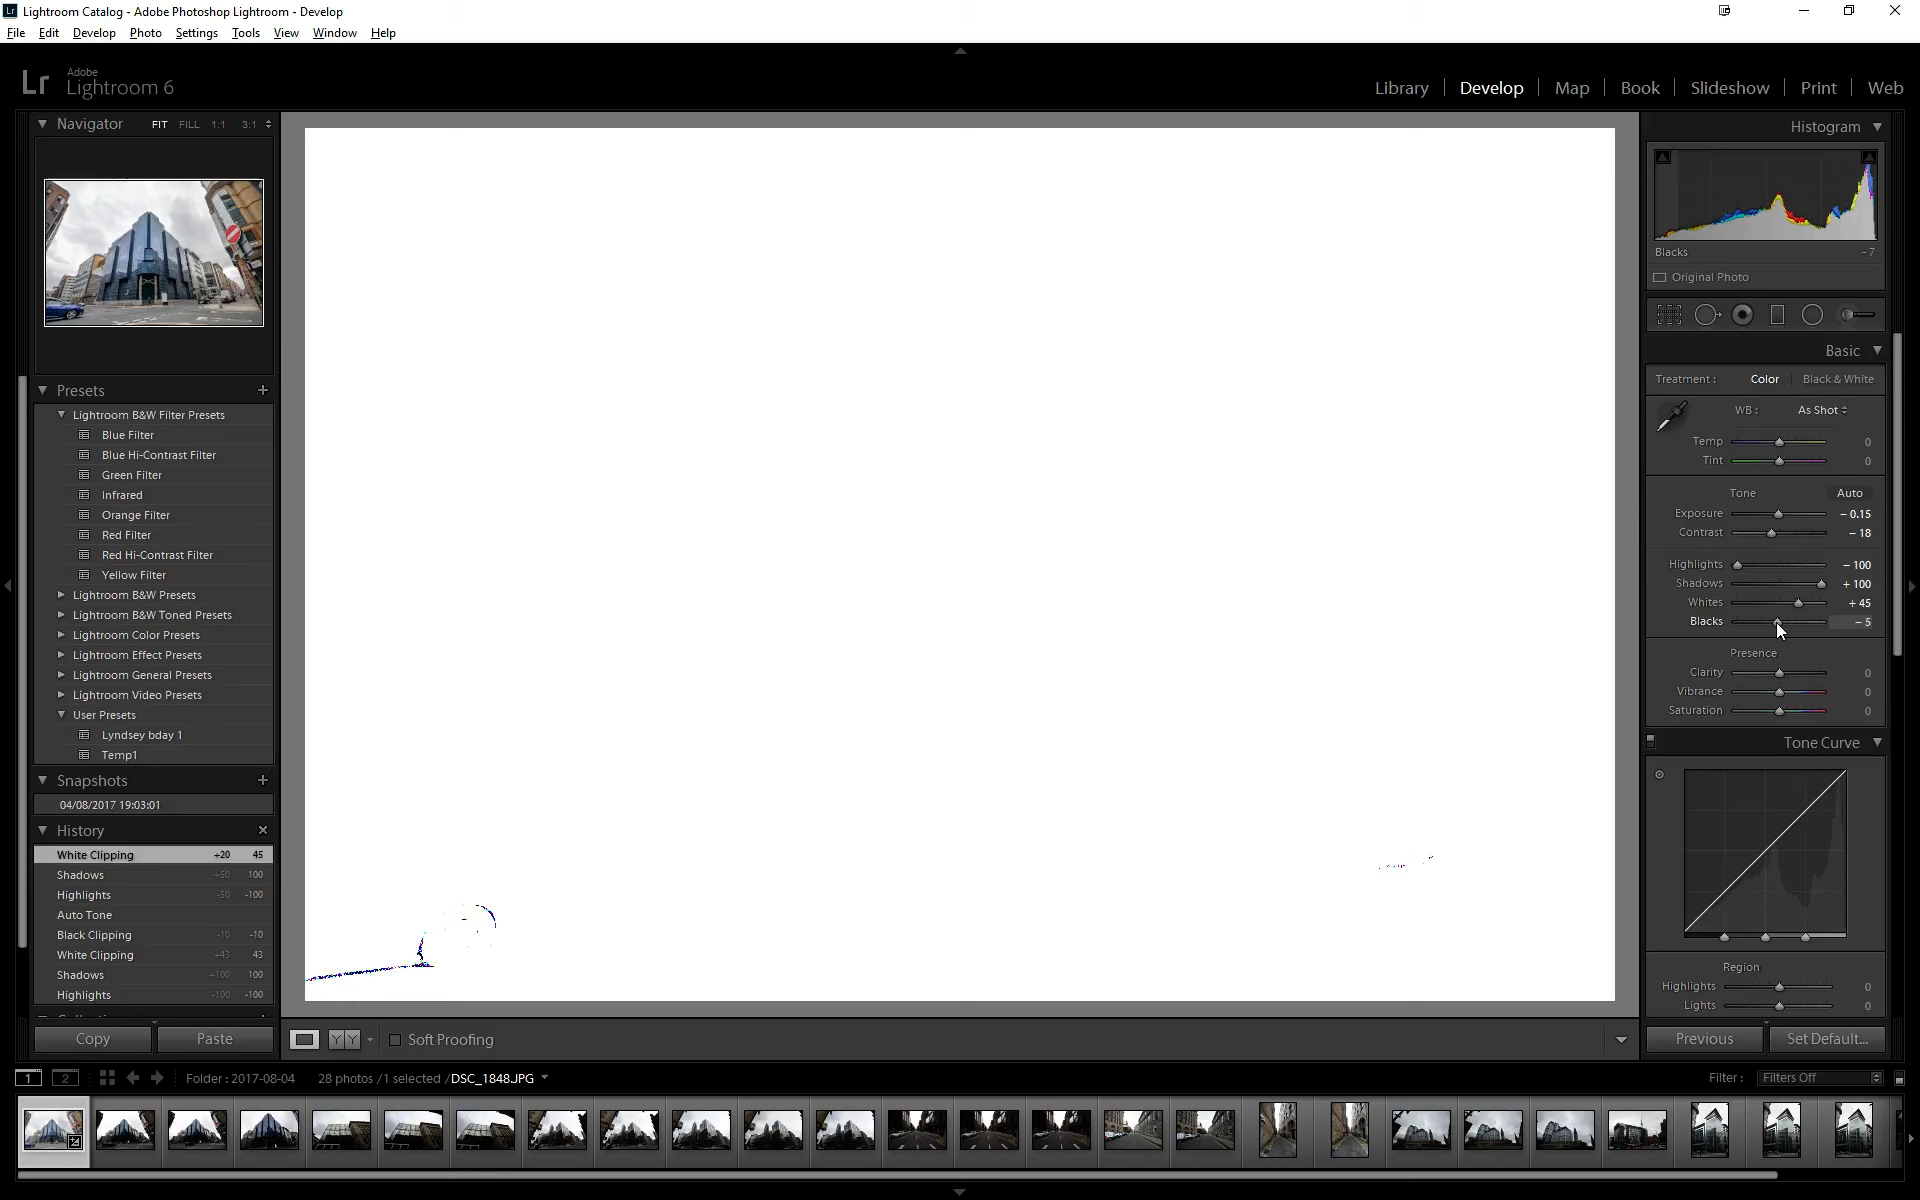 Lr Lightroom Catalog - Adobe Photoshop Lightroom - Develop
File Edit Develop Photo Settings Tools View Window Help
Lr Adobe Lightroom 6
Library Develop Map Book Slideshow Print Web
Navigator FIT FILL 1:1 3:1
Presets +
Lightroom B&W Filter Presets
Blue Filter
Blue Hi-Contrast Filter
Green Filter
Infrared
Orange Filter
Red Filter
Red Hi-Contrast Filter
Yellow Filter
Lightroom B&W Presets
Lightroom B&W Toned Presets
Lightroom Color Presets
Lightroom Effect Presets
Lightroom General Presets
Lightroom Video Presets
User Presets
Lyndsey bday 1
Temp1
Snapshots +
04/08/2017 19:03:01
History
White Clipping +20 45
Shadows +50 100
Highlights -50 -100
Auto Tone
Black Clipping -10 -10
White Clipping +43 43
Shadows +100 100
Highlights -100 -100
Copy Paste
Soft Proofing
Histogram
Blacks - 7
Original Photo
Basic
Treatment : Color Black & White
WB : As Shot
Temp 0
Tint 0
Tone Auto
Exposure - 0.15
Contrast - 18
Highlights - 100
Shadows + 100
Whites + 45
Blacks - 5
Presence
Clarity 0
Vibrance 0
Saturation 0
Tone Curve
Region
Highlights 0
Lights 0
Previous Set Default...
1 2 Folder : 2017-08-04 28 photos /1 selected /DSC_1848.JPG Filter : Filters Off